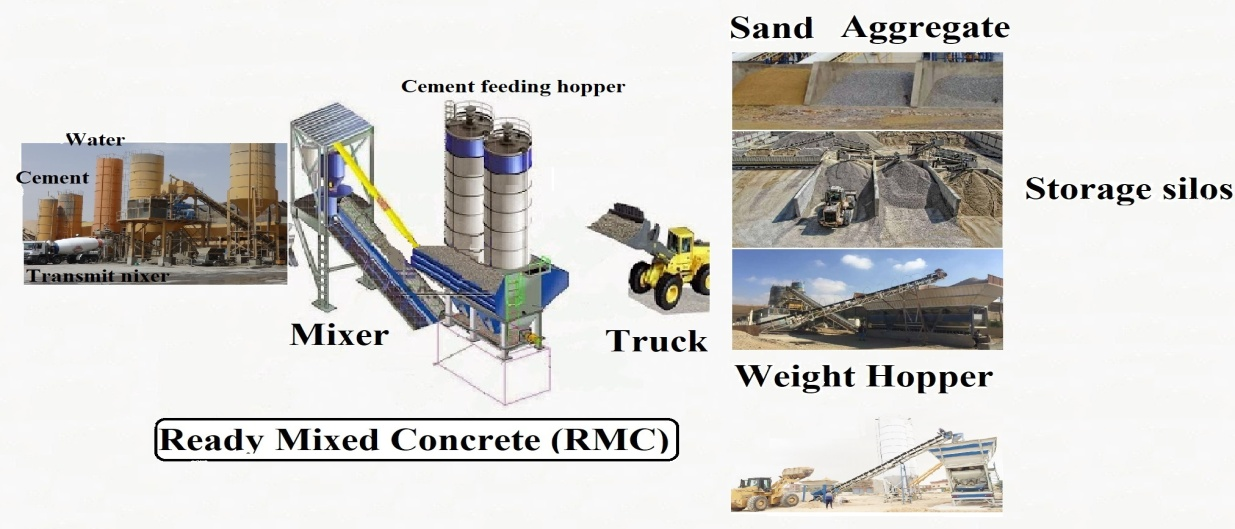 Sand Aggregate
Cement feeding hopper
Water
Cement
Storage silos
Transmit nixer
Mixer
Truck
Weight Hopper
Ready Mixed Concrete (RMC)